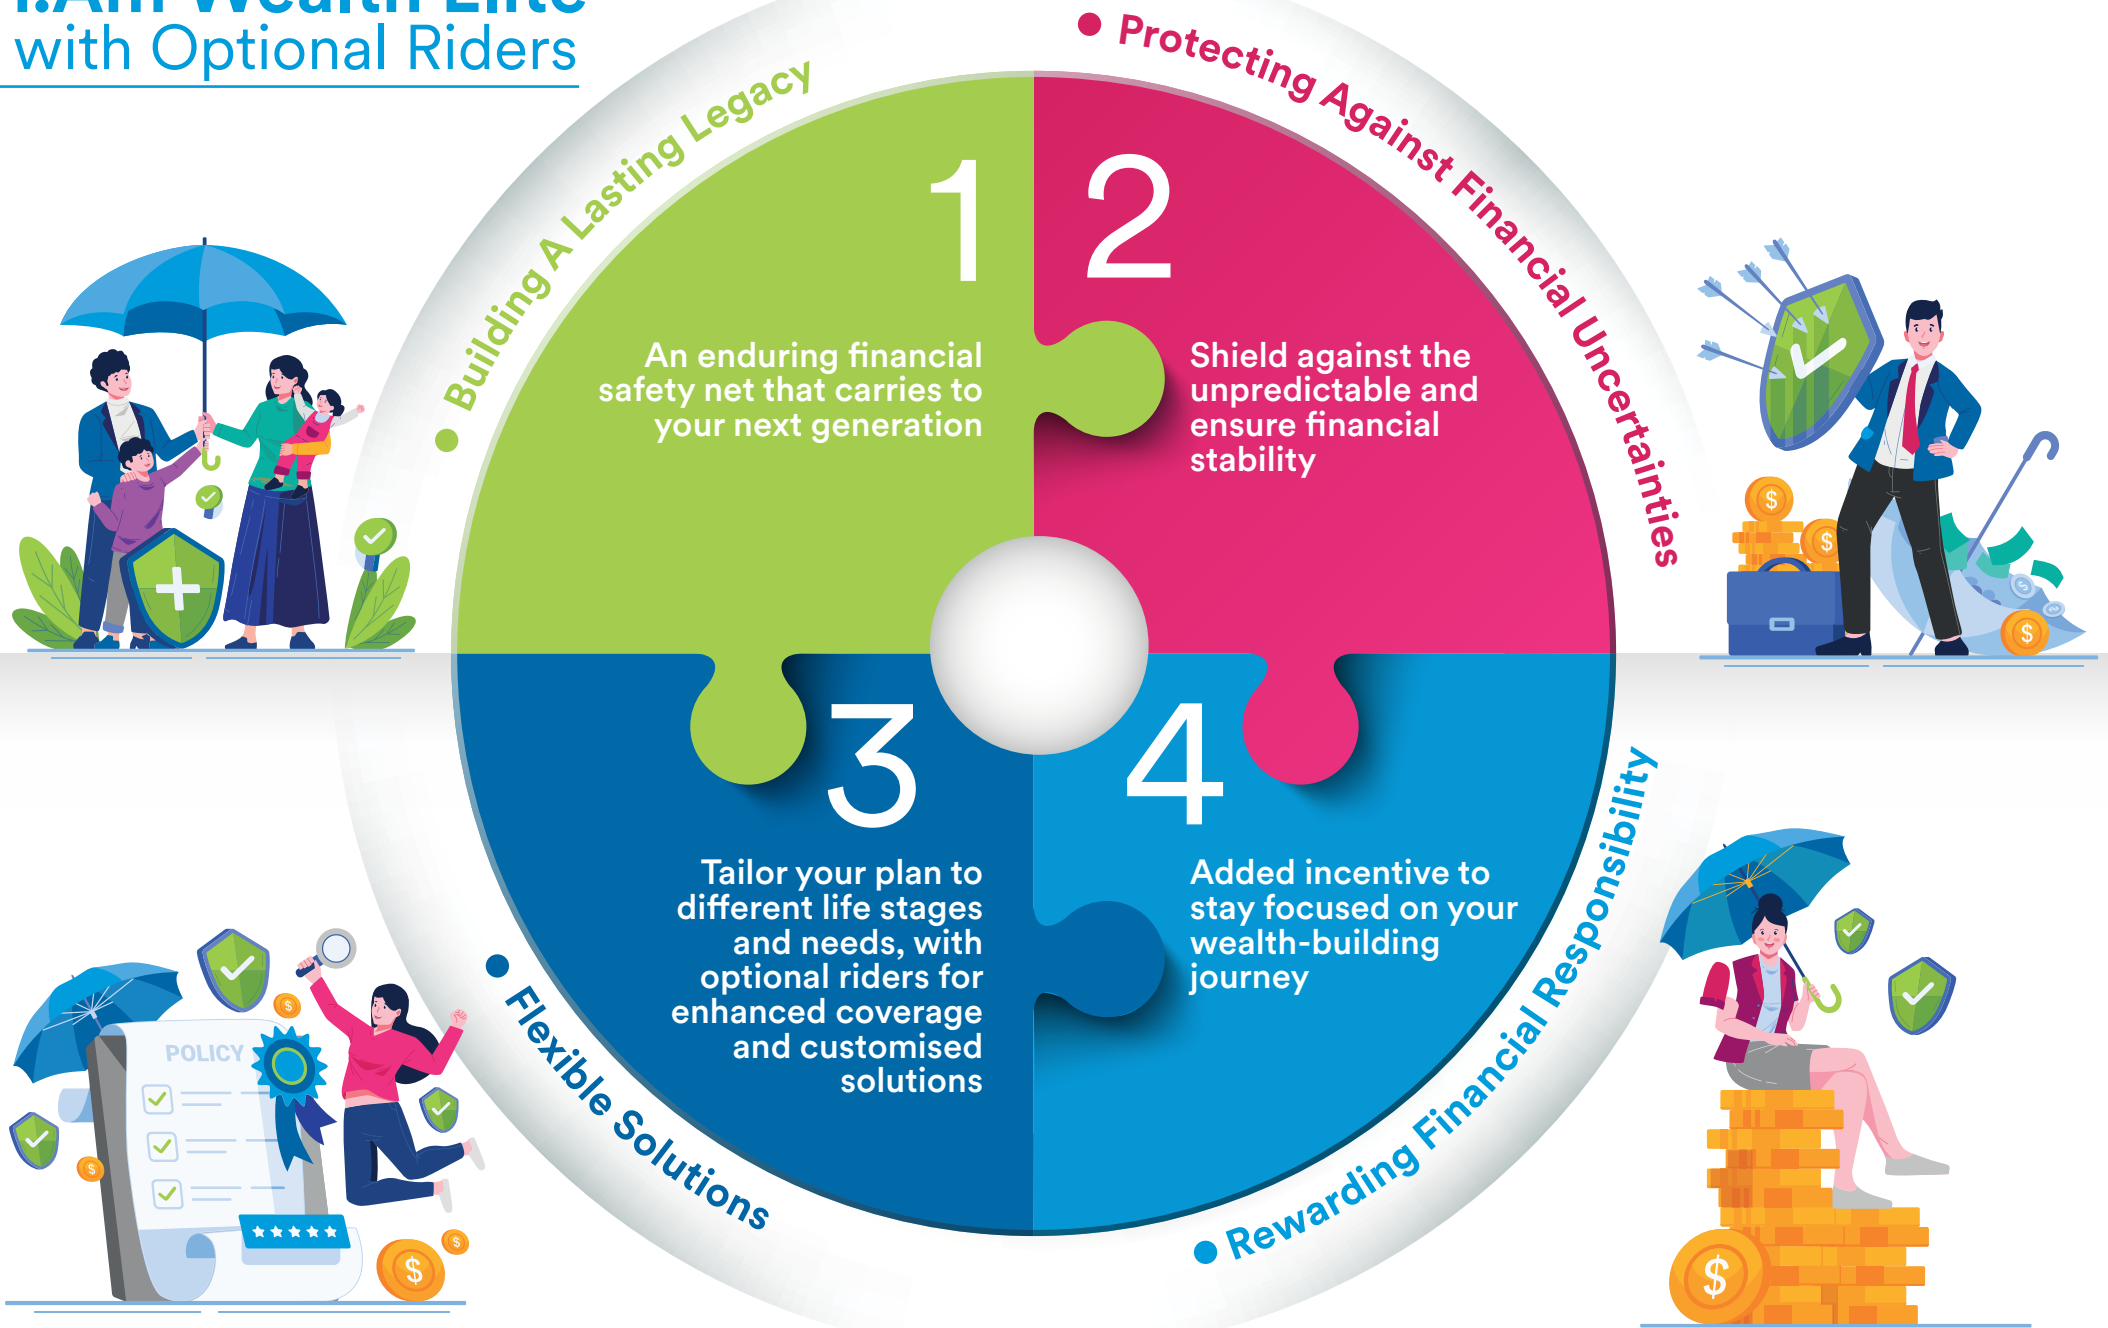 i.Am Wealth Elite
with Optional Riders
Building A Lasting Legacy
1
An enduring financial
safety net that carries to
your next generation
Protecting Against Financial Uncertainties
2
Shield against the
unpredictable and
ensure financial
stability
Flexible Solutions
3
Tailor your plan to
different life stages
and needs, with
optional riders for
enhanced coverage
and customised
solutions
Rewarding Financial Responsibility
4
Added incentive to
stay focused on your
wealth-building
journey
POLICY
$
$
$
$
$
$
$
$